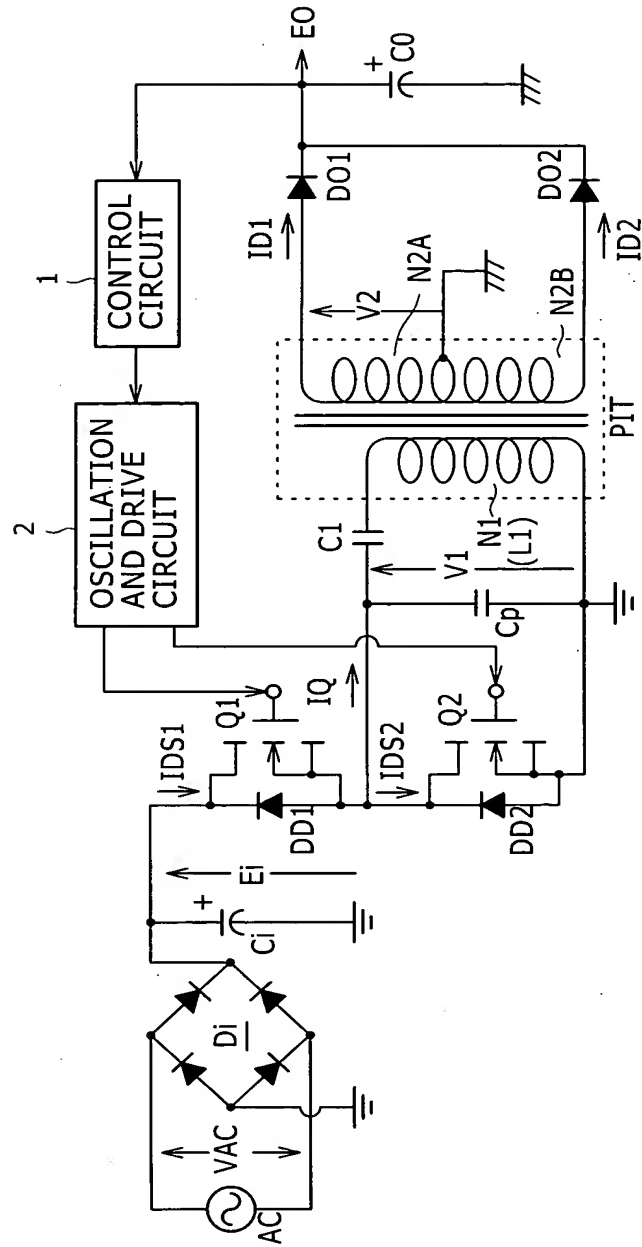 AC
VAC
Di
+
Ci
Ei
IDS1
DD1
Q1
IQ
IDS2
DD2
Q2
2
OSCILLATION
AND DRIVE
CIRCUIT
1
CONTROL
CIRCUIT
C1
V1
Cp
N1
(L1)
PIT
V2
N2A
N2B
ID1
DO1
ID2
DO2
EO
+
CO